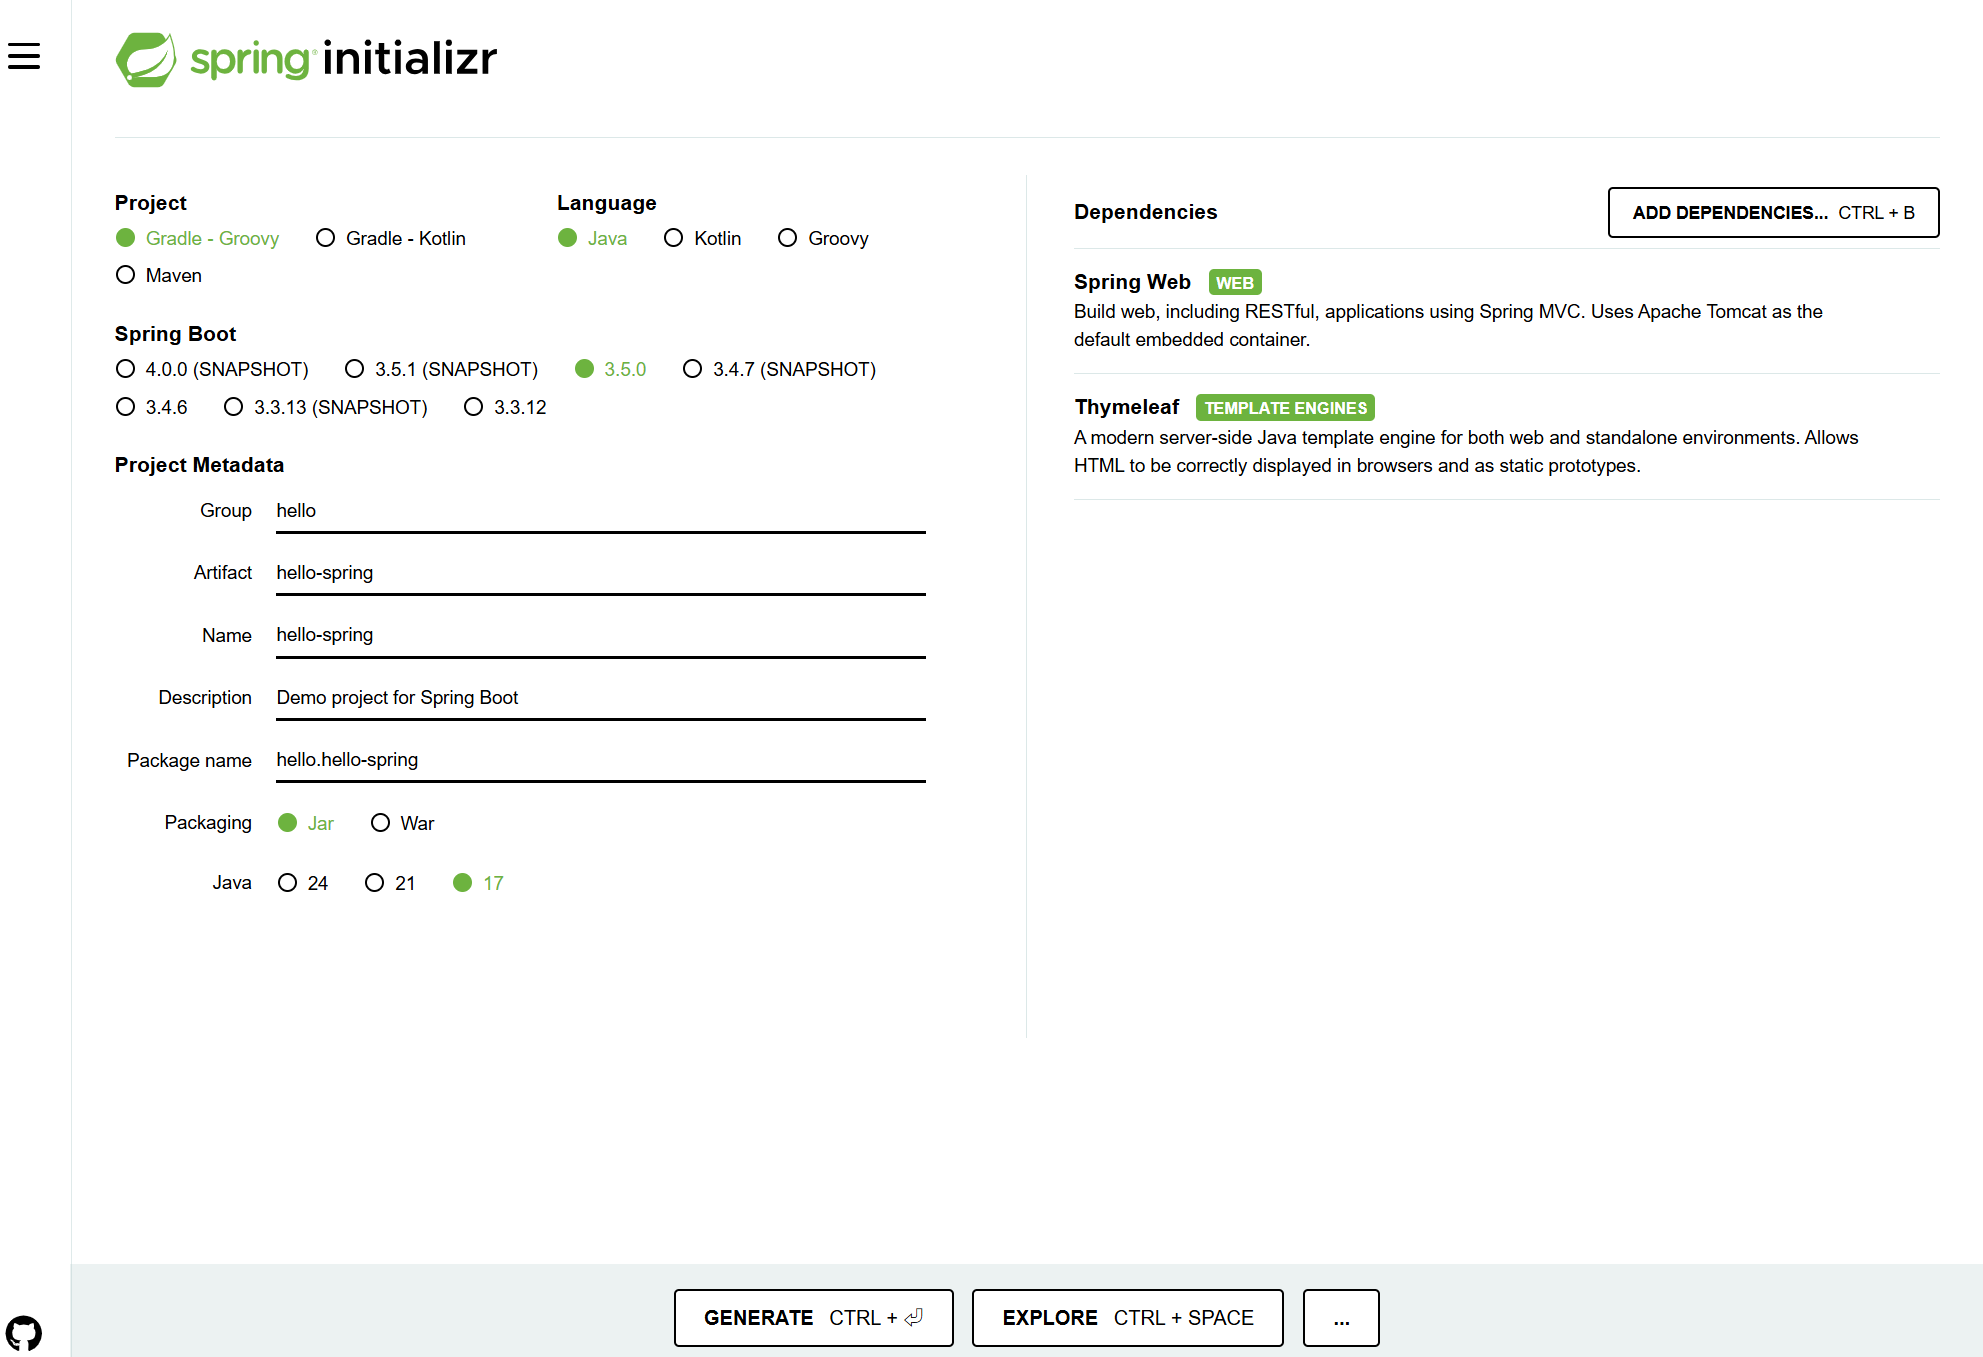 spring initializr
Project
Gradle - Groovy Gradle - Kotlin
Maven
Language
Java Kotlin Groovy
Spring Boot
4.0.0 (SNAPSHOT) 3.5.1 (SNAPSHOT) 3.5.0 3.4.7 (SNAPSHOT)
3.4.6 3.3.13 (SNAPSHOT) 3.3.12
Project Metadata
Group hello
Artifact hello-spring
Name hello-spring
Description Demo project for Spring Boot
Package name hello.hello-spring
Packaging Jar War
Java 24 21 17
Dependencies ADD DEPENDENCIES... CTRL + B
Spring Web WEB
Build web, including RESTful, applications using Spring MVC. Uses Apache Tomcat as the
default embedded container.
Thymeleaf TEMPLATE ENGINES
A modern server-side Java template engine for both web and standalone environments. Allows
HTML to be correctly displayed in browsers and as static prototypes.
GENERATE CTRL + ⏎ EXPLORE CTRL + SPACE ...